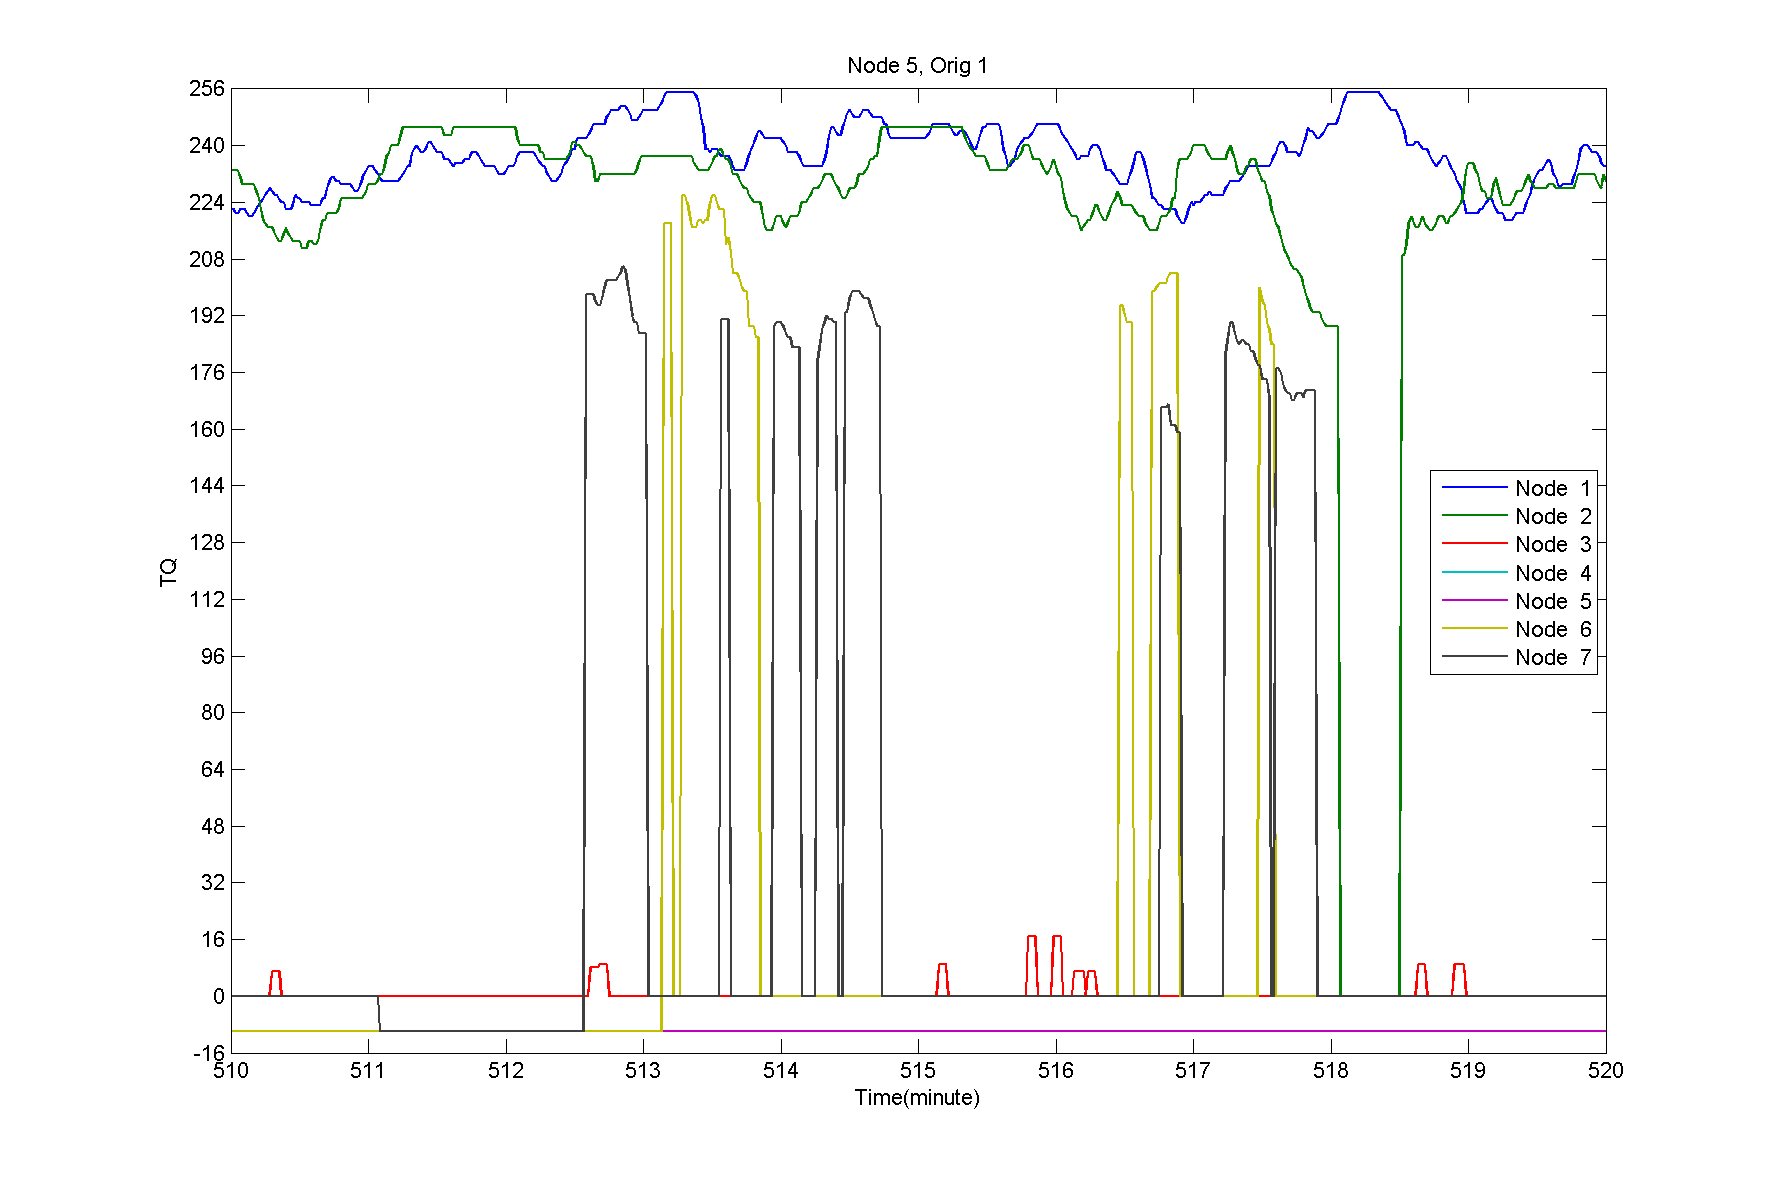 Node 5, Orig 1
256
240
224
208
192
176
160
144
128
112
96
80
64
48
32
16
0
-16
TQ
Node 1
Node 2
Node 3
Node 4
Node 5
Node 6
Node 7
510 511 512 513 514 515 516 517 518 519 520
Time(minute)